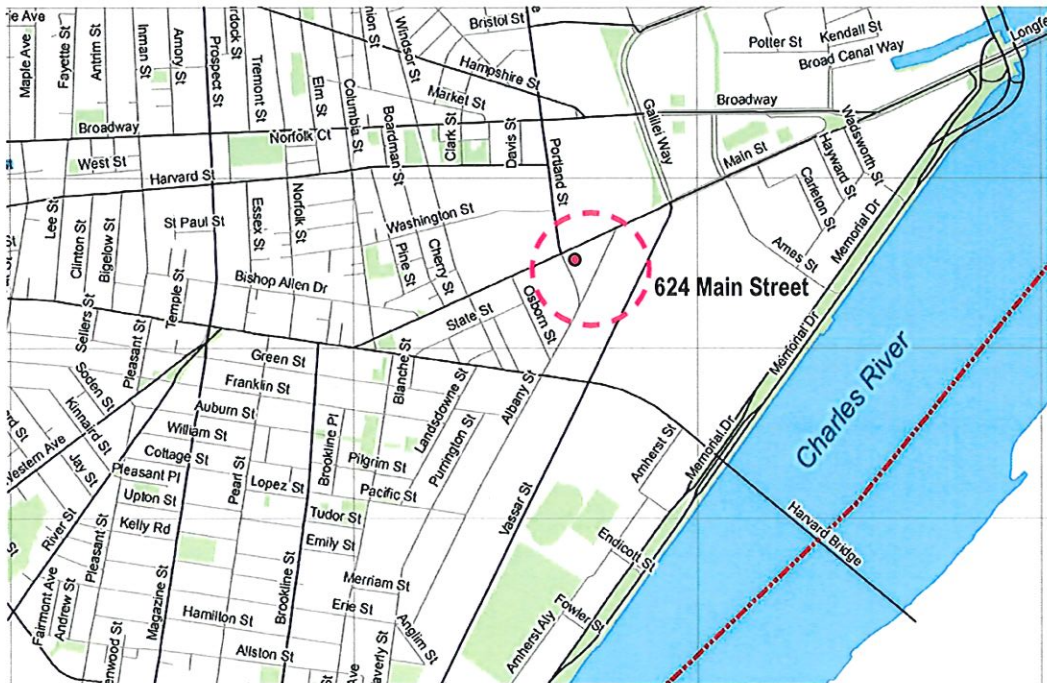 Maple Ave
Fayette St
Antrim St
Inman St
Amory St
Prospect St
Tremont St
Elm St
Columbia St
Windsor St
Bristol St
Hampshire St
Market St
Potter St
Kendall St
Broad Canal Way
Broadway
Broadway
Norfolk Ct
Boardman St
Clark St
Davis St
Portland St
Galilei Way
Main St
Wadsworth St
Hayward St
Carleton St
West St
Harvard St
Washington St
Lee St
Clinton St
Bigelow St
St Paul St
Essex St
Norfolk St
Pine St
Cherry St
Bishop Allen Dr
Temple St
State St
Osborn St
624 Main Street
Ames St
Memorial Dr
Memorial Dr
Memorial Dr
Sellers St
Pleasant St
Soden St
Kinnaird St
Green St
Franklin St
Auburn St
William St
Cottage St
Pleasant Pl
Upton St
Kelly Rd
Blanche St
Landsdowne St
Purrington St
Albany St
Brookline Pl
Pilgrim St
Pacific St
Lopez St
Pearl St
Tudor St
Emily St
Vassar St
Amherst St
Charles River
Harvard Bridge
Western Ave
Jay St
River St
Pleasant St
Magazine St
Brookline St
Merriam St
Erie St
Hamilton St
Allston St
Anglim St
Endicott St
Fowler St
Amherst Aly
Fairmont Ave
Andrew St